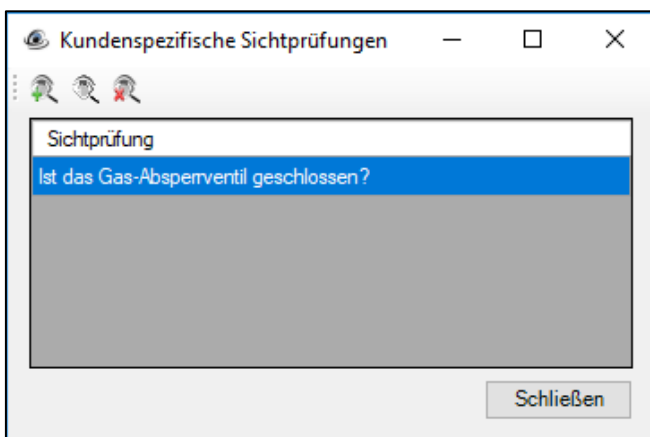 Kundenspezifische Sichtprüfungen
Sichtprüfung
Ist das Gas-Absperrventil geschlossen?
Schließen